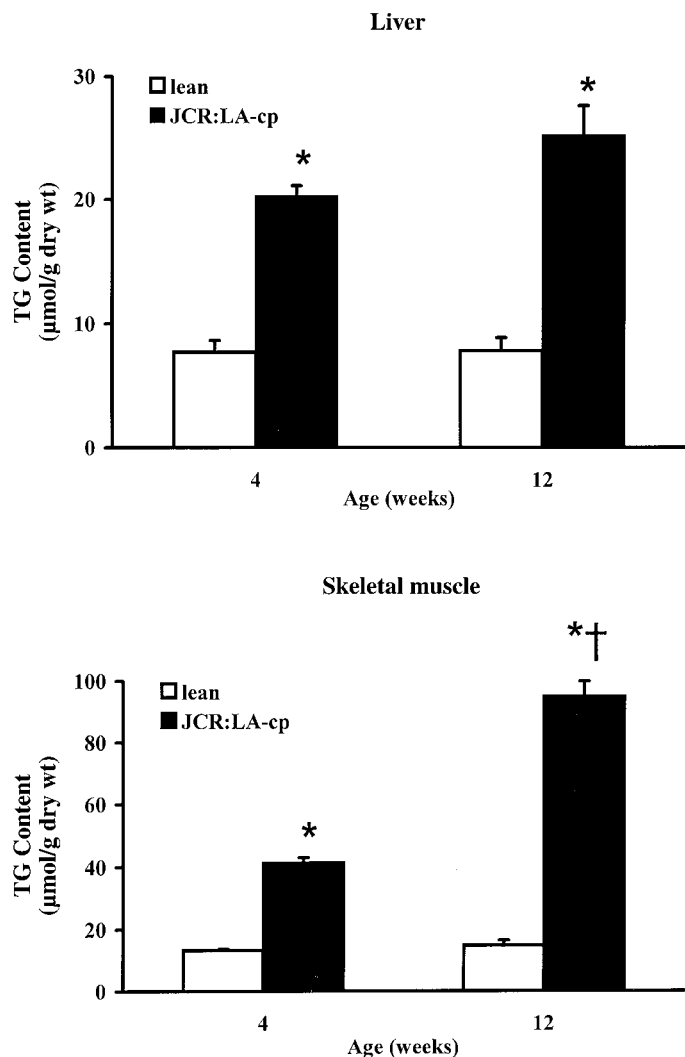 Liver
lean
JCR:LA-cp
30
20
10
0
TG Content
(µmol/g dry wt)
*
*
4
12
Age (weeks)
Skeletal muscle
lean
JCR:LA-cp
100
80
60
40
20
0
TG Content
(µmol/g dry wt)
*
*†
4
12
Age (weeks)